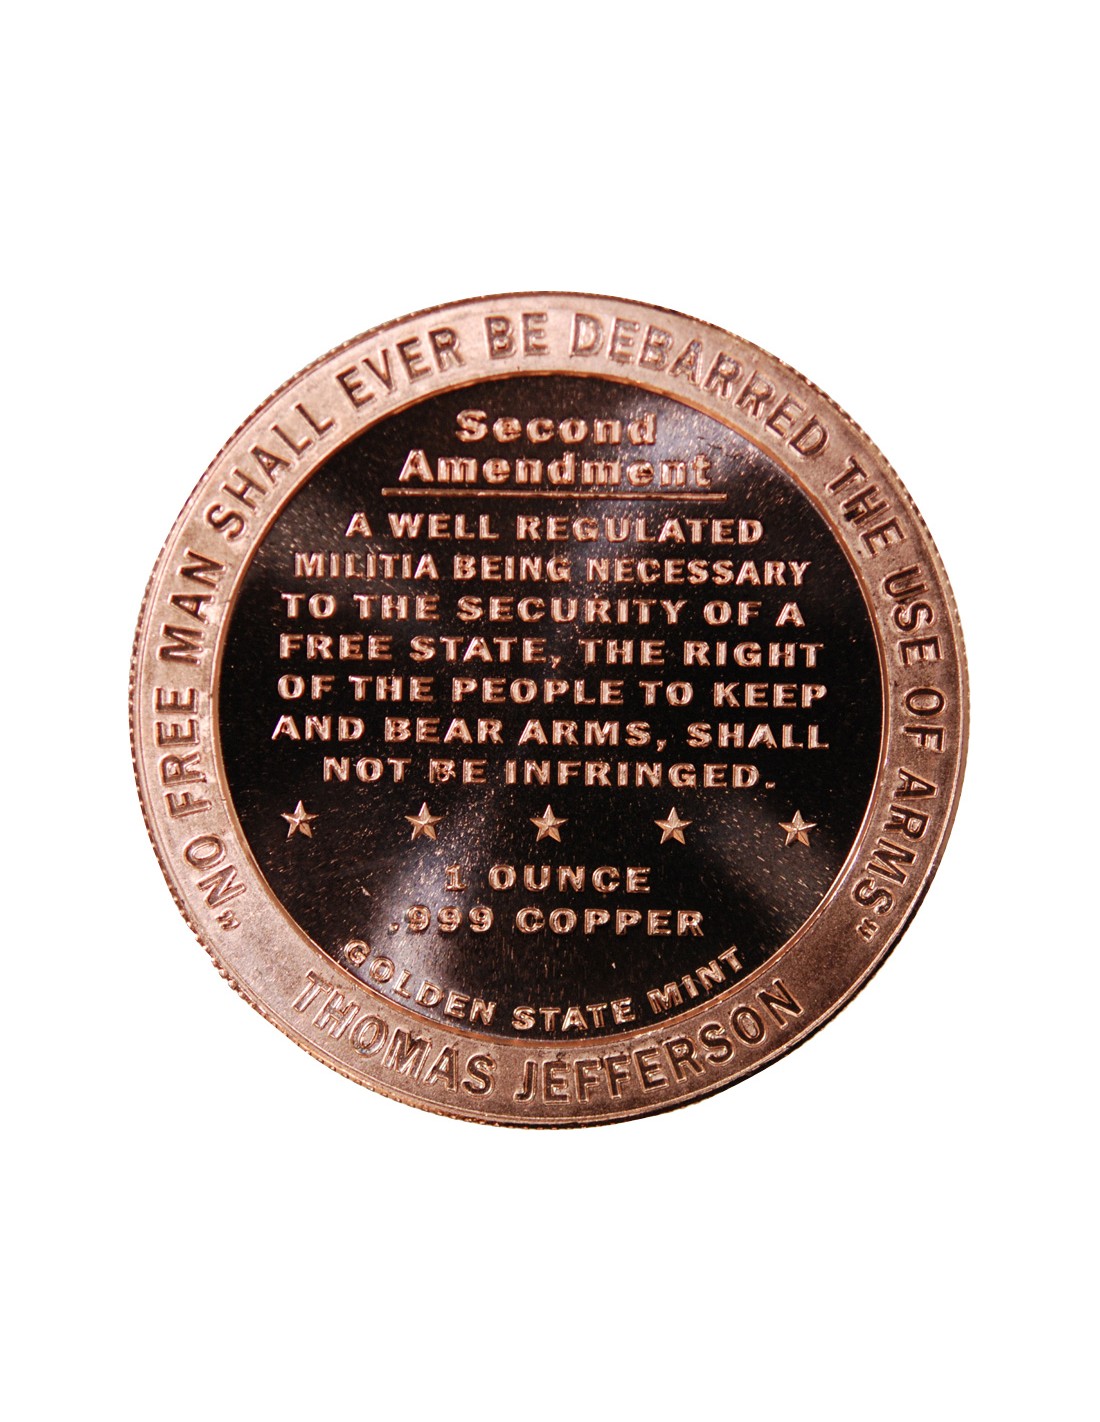 "NO FREE MAN SHALL EVER BE DEBARRED THE USE OF ARMS"
Second
Amendment
A WELL REGULATED
MILITIA BEING NECESSARY
TO THE SECURITY OF A
FREE STATE, THE RIGHT
OF THE PEOPLE TO KEEP
AND BEAR ARMS, SHALL
NOT BE INFRINGED.
1 OUNCE
.999 COPPER
GOLDEN STATE MINT
THOMAS JEFFERSON